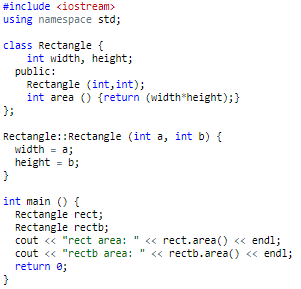 #include <iostream>
using namespace std;
class Rectangle {
    int width, height;
  public:
    Rectangle (int,int);
    int area () {return (width*height);}
};
Rectangle::Rectangle (int a, int b) {
  width = a;
  height = b;
}
int main () {
  Rectangle rect;
  Rectangle rectb;
  cout << "rect area: " << rect.area() << endl;
  cout << "rectb area: " << rectb.area() << endl;
  return 0;
}